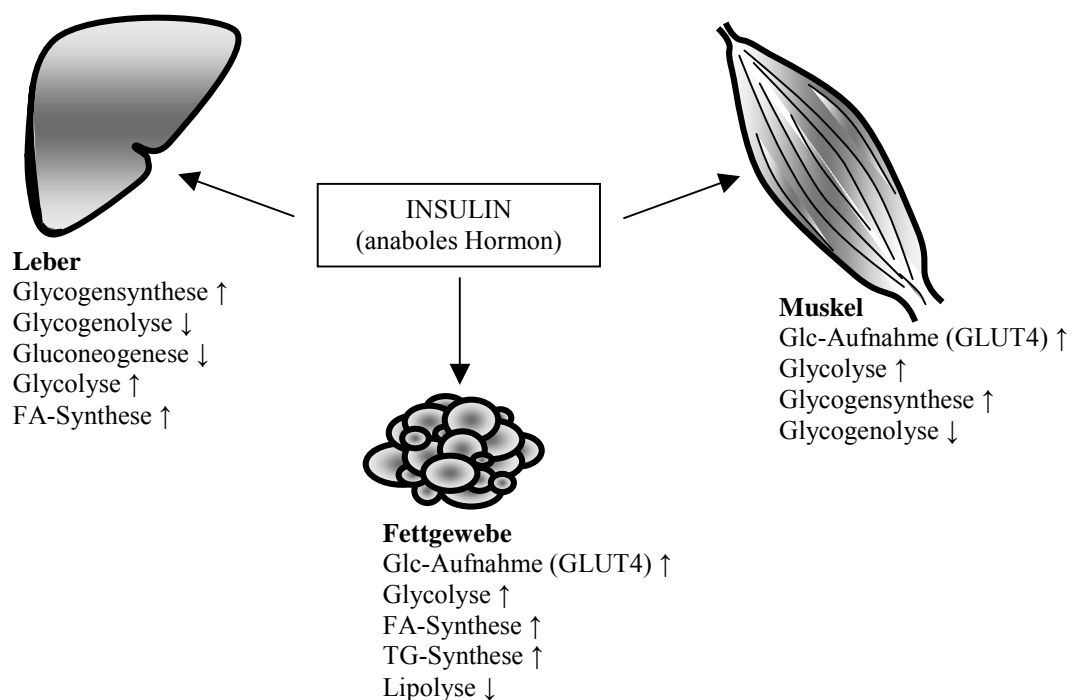 INSULIN
(anaboles Hormon)
Leber
Glycogensynthese ↑
Glycogenolyse ↓
Gluconeogenese ↓
Glycolyse ↑
FA-Synthese ↑
Muskel
Glc-Aufnahme (GLUT4) ↑
Glycolyse ↑
Glycogensynthese ↑
Glycogenolyse ↓
Fettgewebe
Glc-Aufnahme (GLUT4) ↑
Glycolyse ↑
FA-Synthese ↑
TG-Synthese ↑
Lipolyse ↓